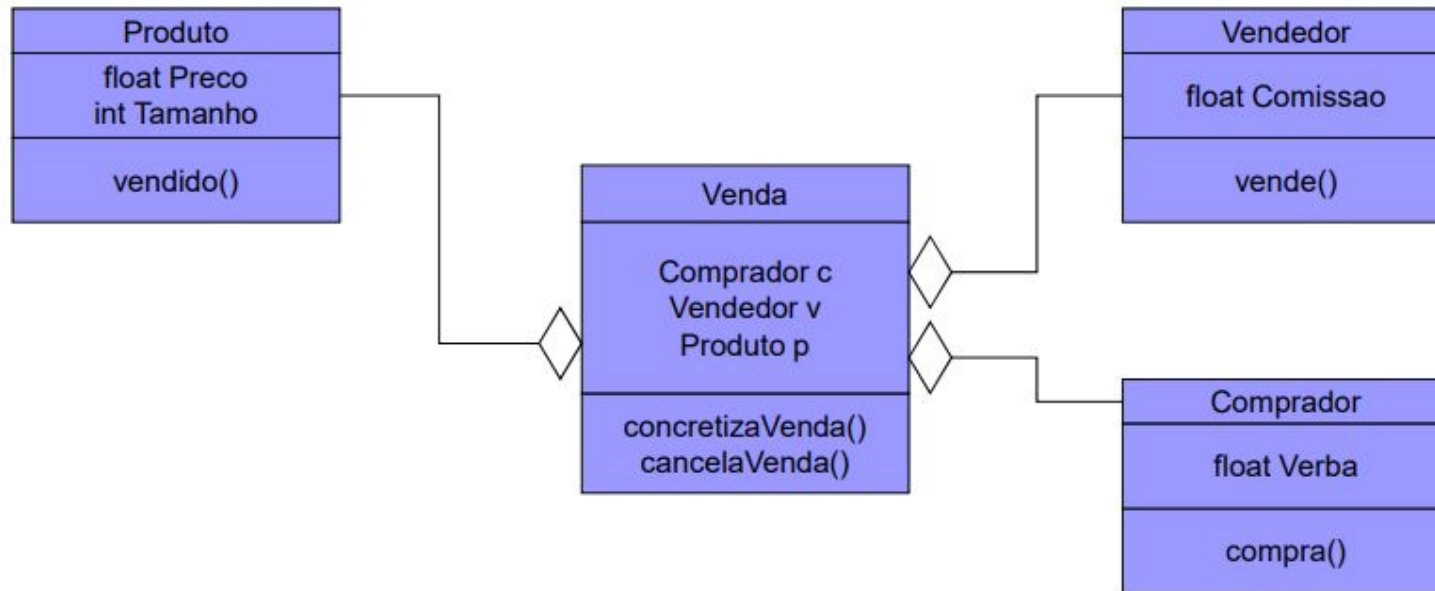 Produto
float Preco
int Tamanho
vendido()
Venda
Comprador c
Vendedor v
Produto p
concretizaVenda()
cancelaVenda()
Vendedor
float Comissao
vende()
Comprador
float Verba
compra()